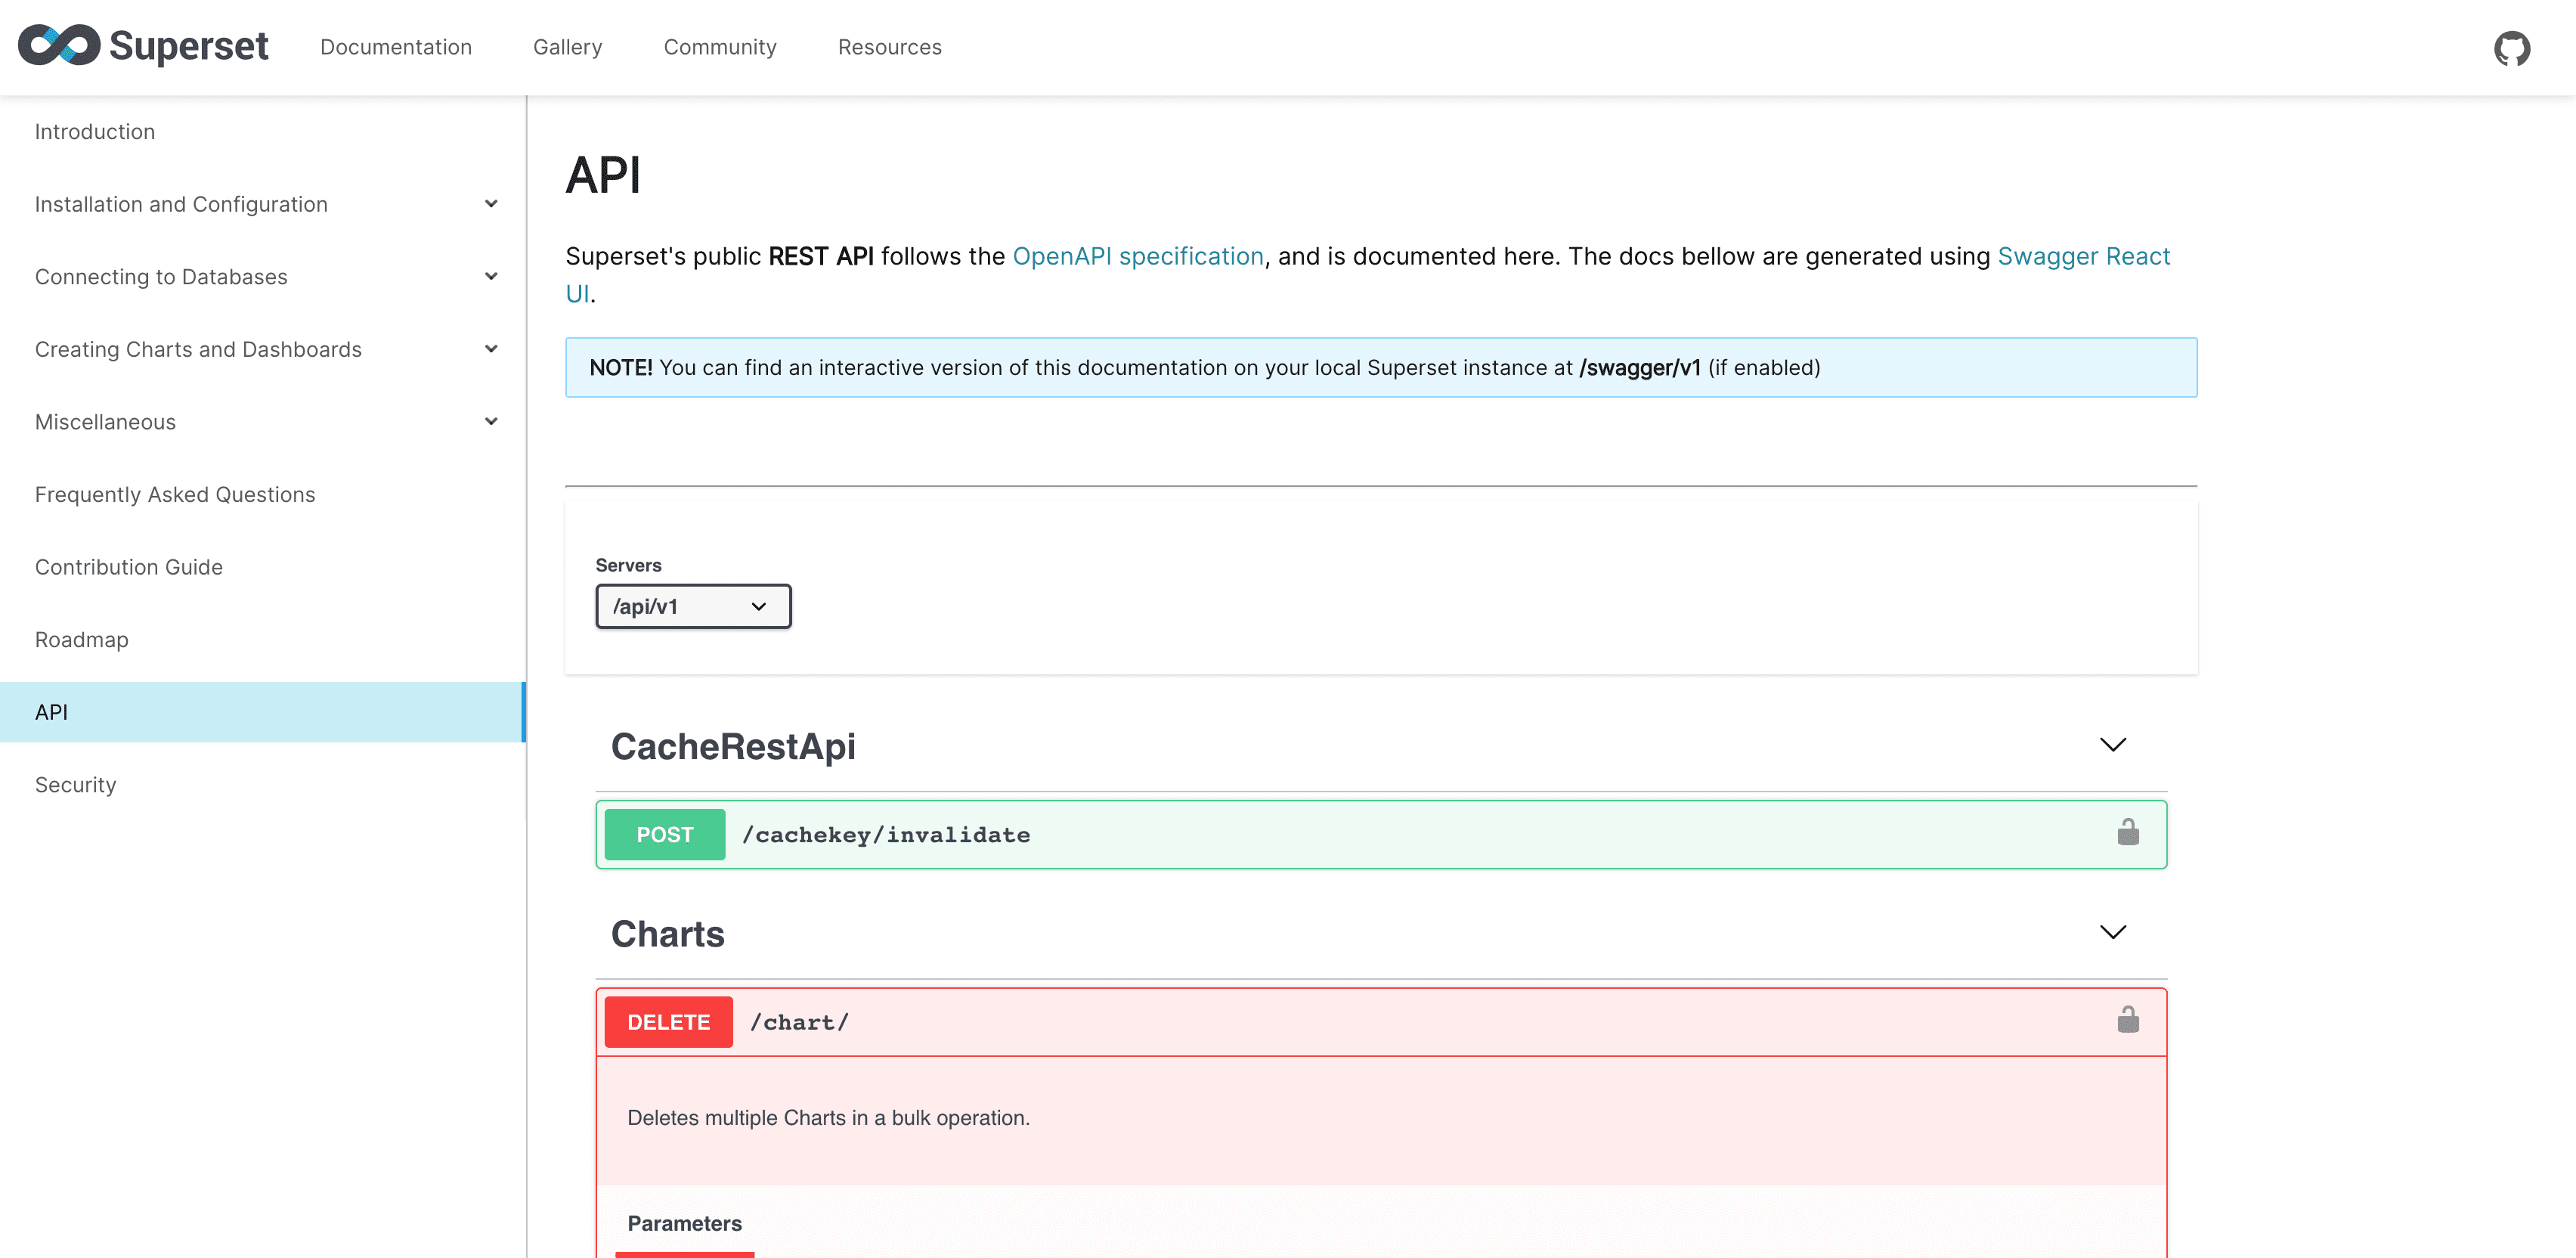 Superset
Documentation
Gallery
Community
Resources
Introduction
Installation and Configuration
Connecting to Databases
Creating Charts and Dashboards
Miscellaneous
Frequently Asked Questions
Contribution Guide
Roadmap
API
Security
API
Superset's public REST API follows the OpenAPI specification, and is documented here. The docs bellow are generated using Swagger React
UI.
NOTE! You can find an interactive version of this documentation on your local Superset instance at /swagger/v1 (if enabled)
Servers
/api/v1
CacheRestApi
POST /cachekey/invalidate
Charts
DELETE /chart/
Deletes multiple Charts in a bulk operation.
Parameters